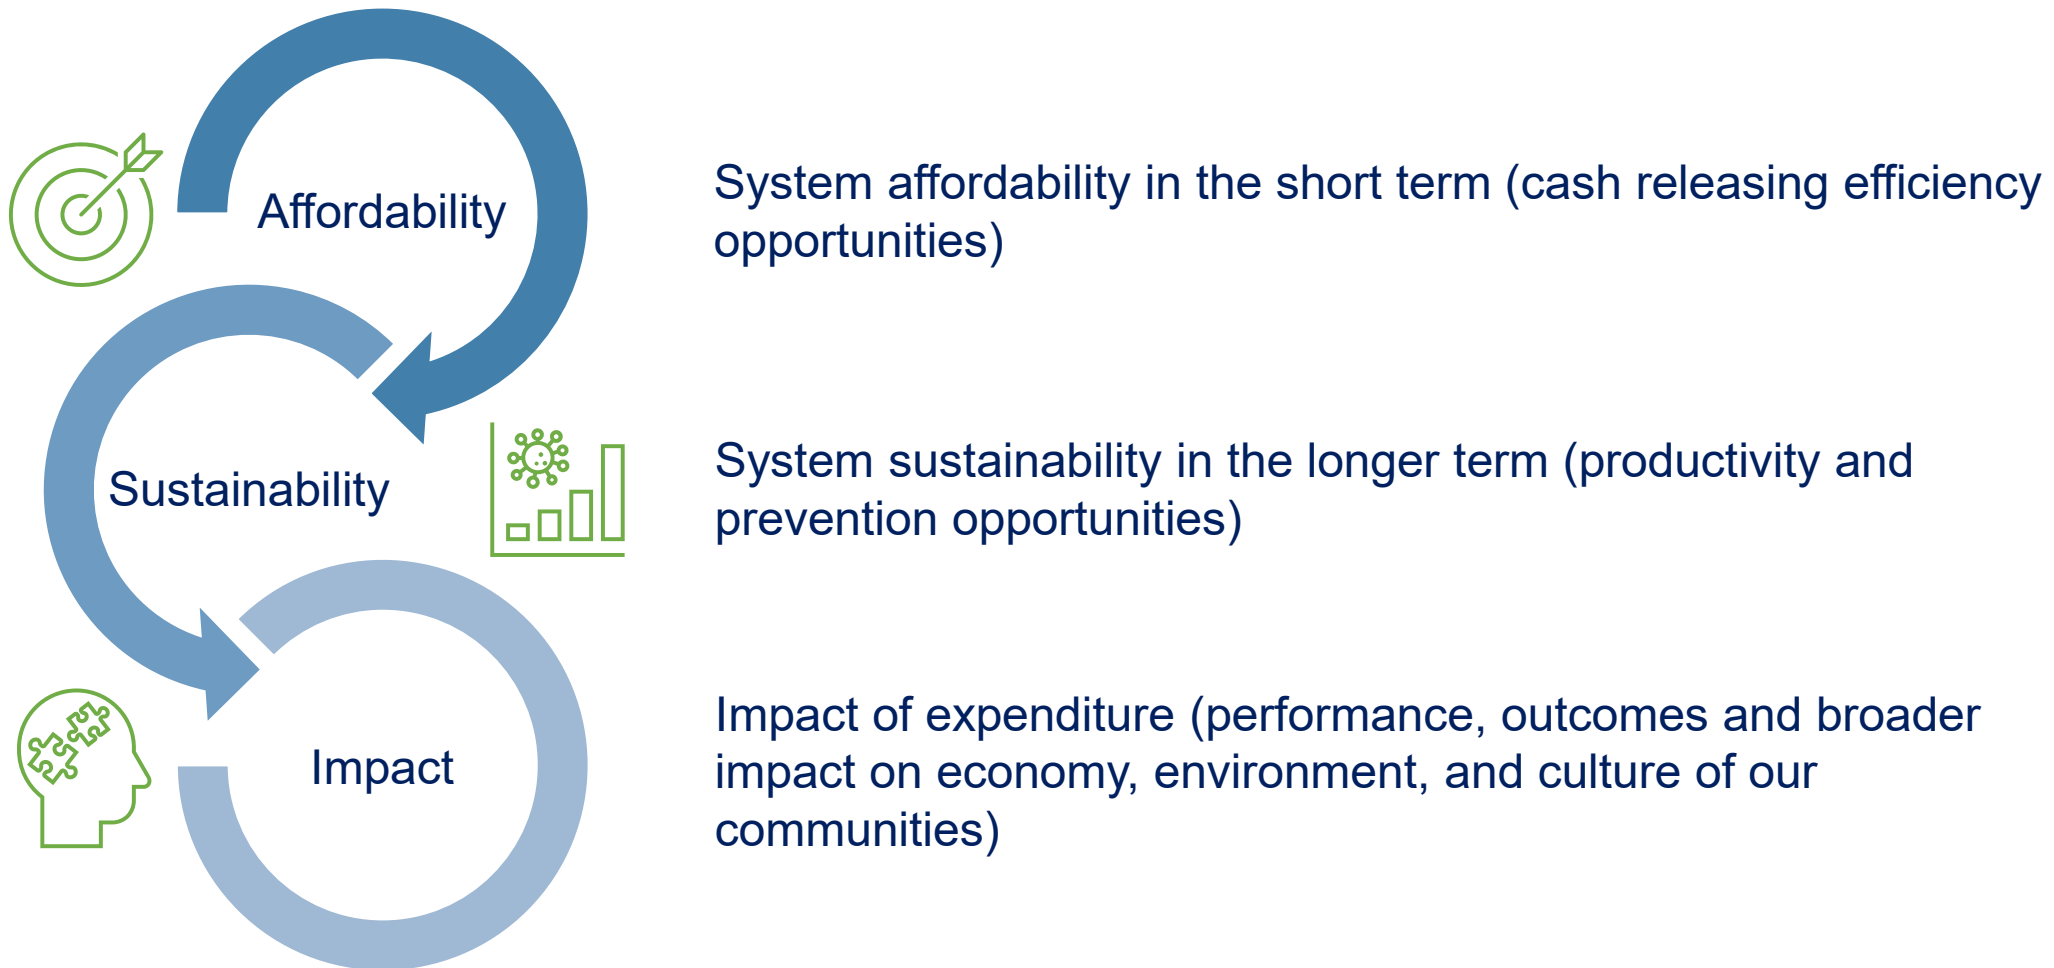 Affordability
System affordability in the short term (cash releasing efficiency
opportunities)
Sustainability
System sustainability in the longer term (productivity and
prevention opportunities)
Impact
Impact of expenditure (performance, outcomes and broader
impact on economy, environment, and culture of our
communities)